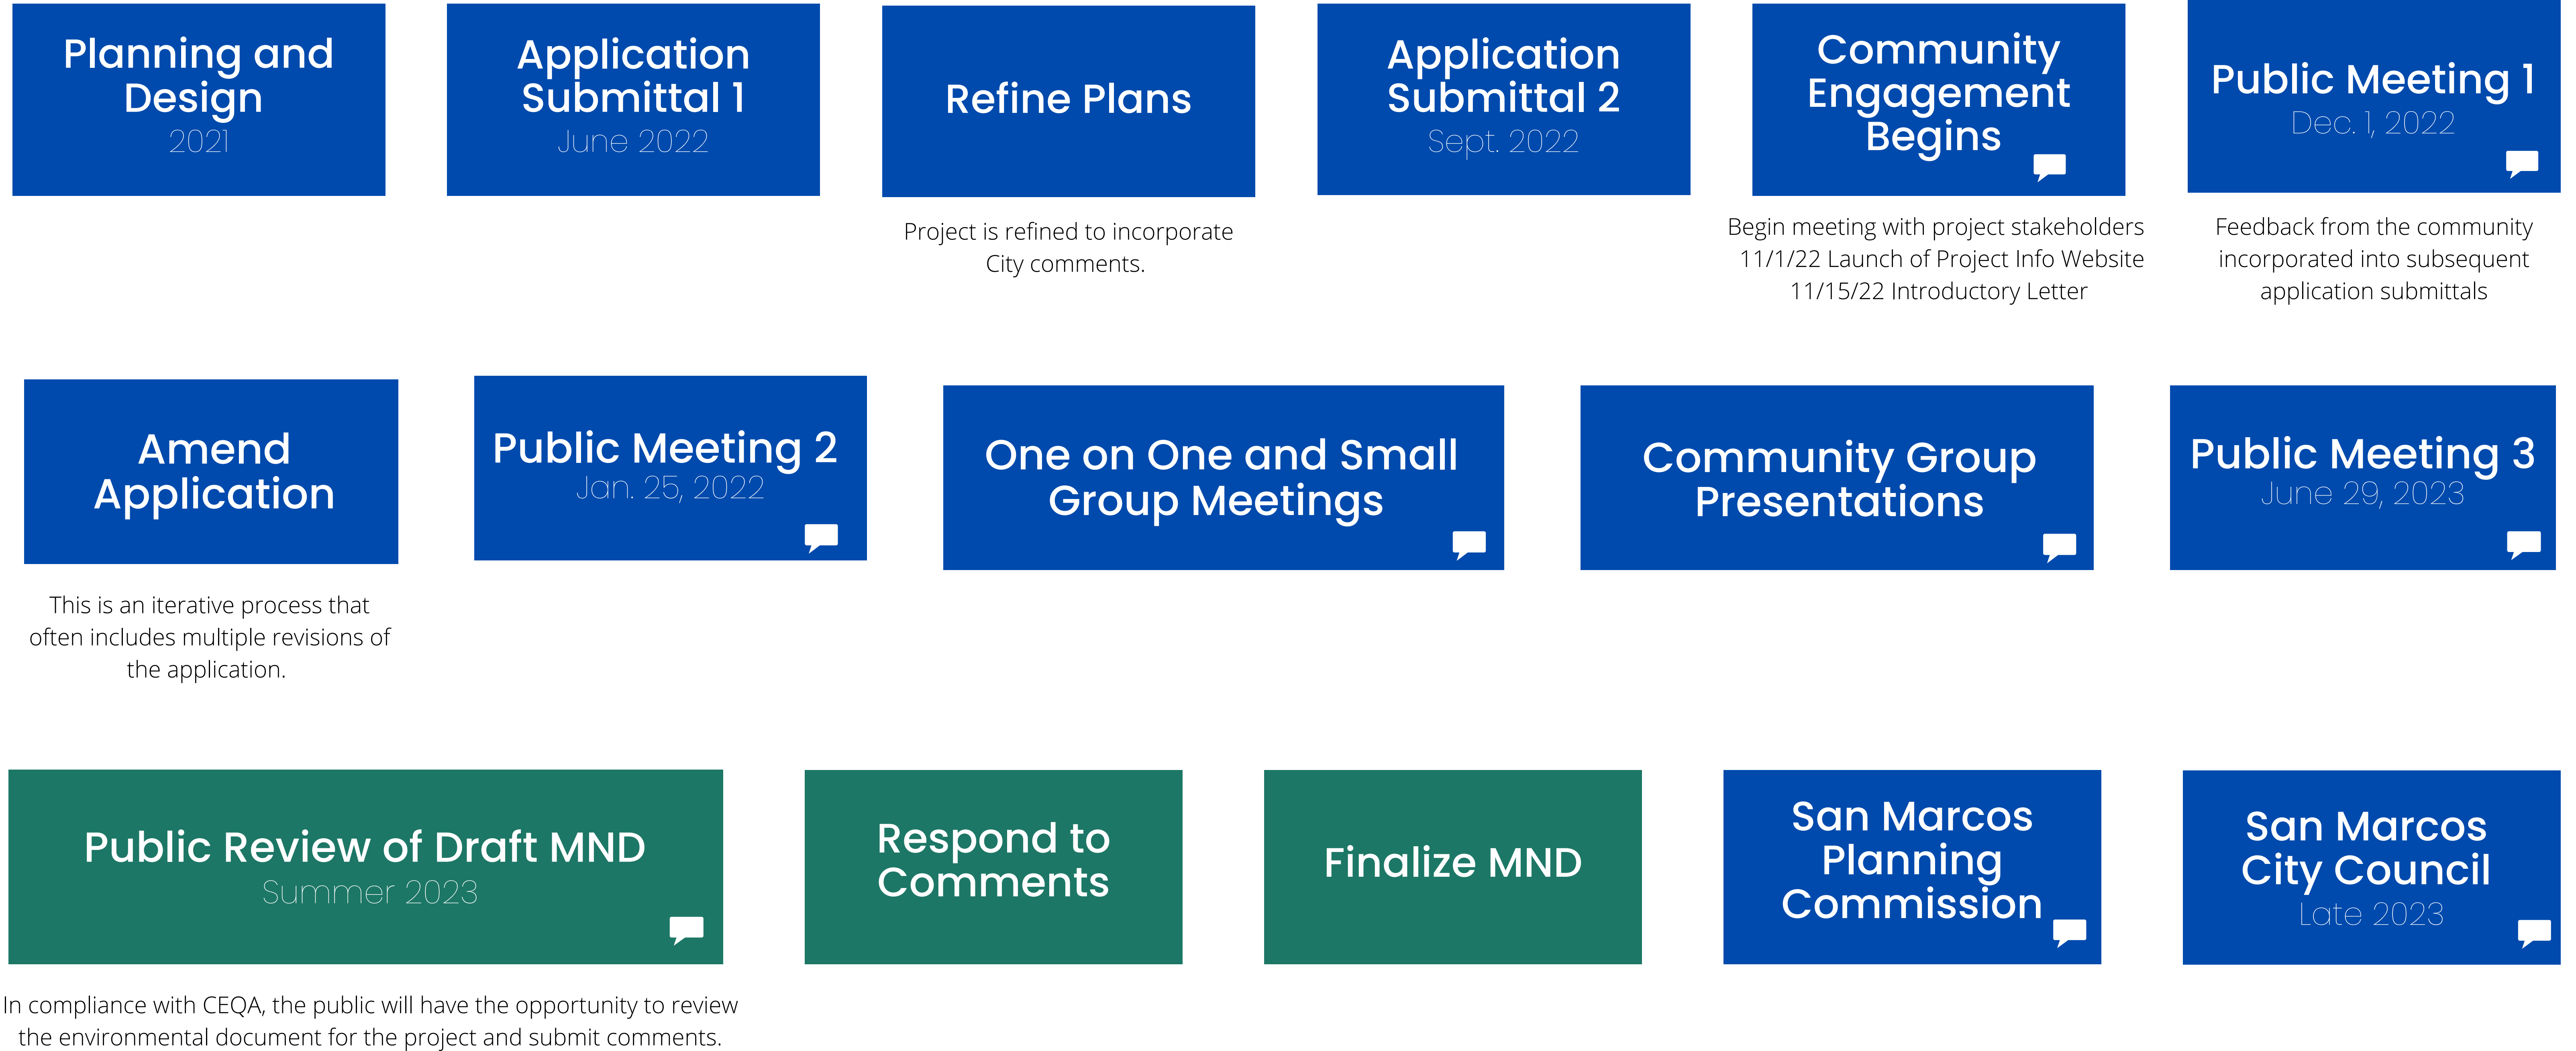 Planning and
Design
2021
Application
Submittal 1
June 2022
Refine Plans
Project is refined to incorporate
City comments.
Application
Submittal 2
Sept. 2022
Community
Engagement
Begins
Begin meeting with project stakeholders
11/1/22 Launch of Project Info Website
11/15/22 Introductory Letter
Public Meeting 1
Dec. 1, 2022
Feedback from the community
incorporated into subsequent
application submittals
Amend
Application
This is an iterative process that
often includes multiple revisions of
the application.
Public Meeting 2
Jan. 25, 2022
One on One and Small
Group Meetings
Community Group
Presentations
Public Meeting 3
June 29, 2023
Public Review of Draft MND
Summer 2023
In compliance with CEQA, the public will have the opportunity to review
the environmental document for the project and submit comments.
Respond to
Comments
Finalize MND
San Marcos
Planning
Commission
San Marcos
City Council
Late 2023